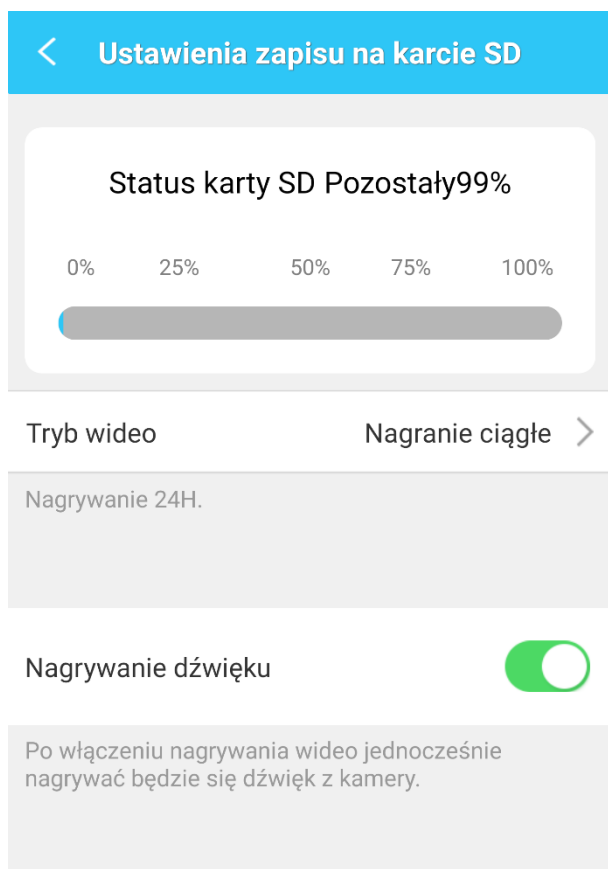 Ustawienia zapisu na karcie SD
Status karty SD Pozostały99%
0% 25% 50% 75% 100%
Tryb wideo Nagranie ciągłe
Nagrywanie 24H.
Nagrywanie dźwięku
Po włączeniu nagrywania wideo jednocześnie
nagrywać będzie się dźwięk z kamery.